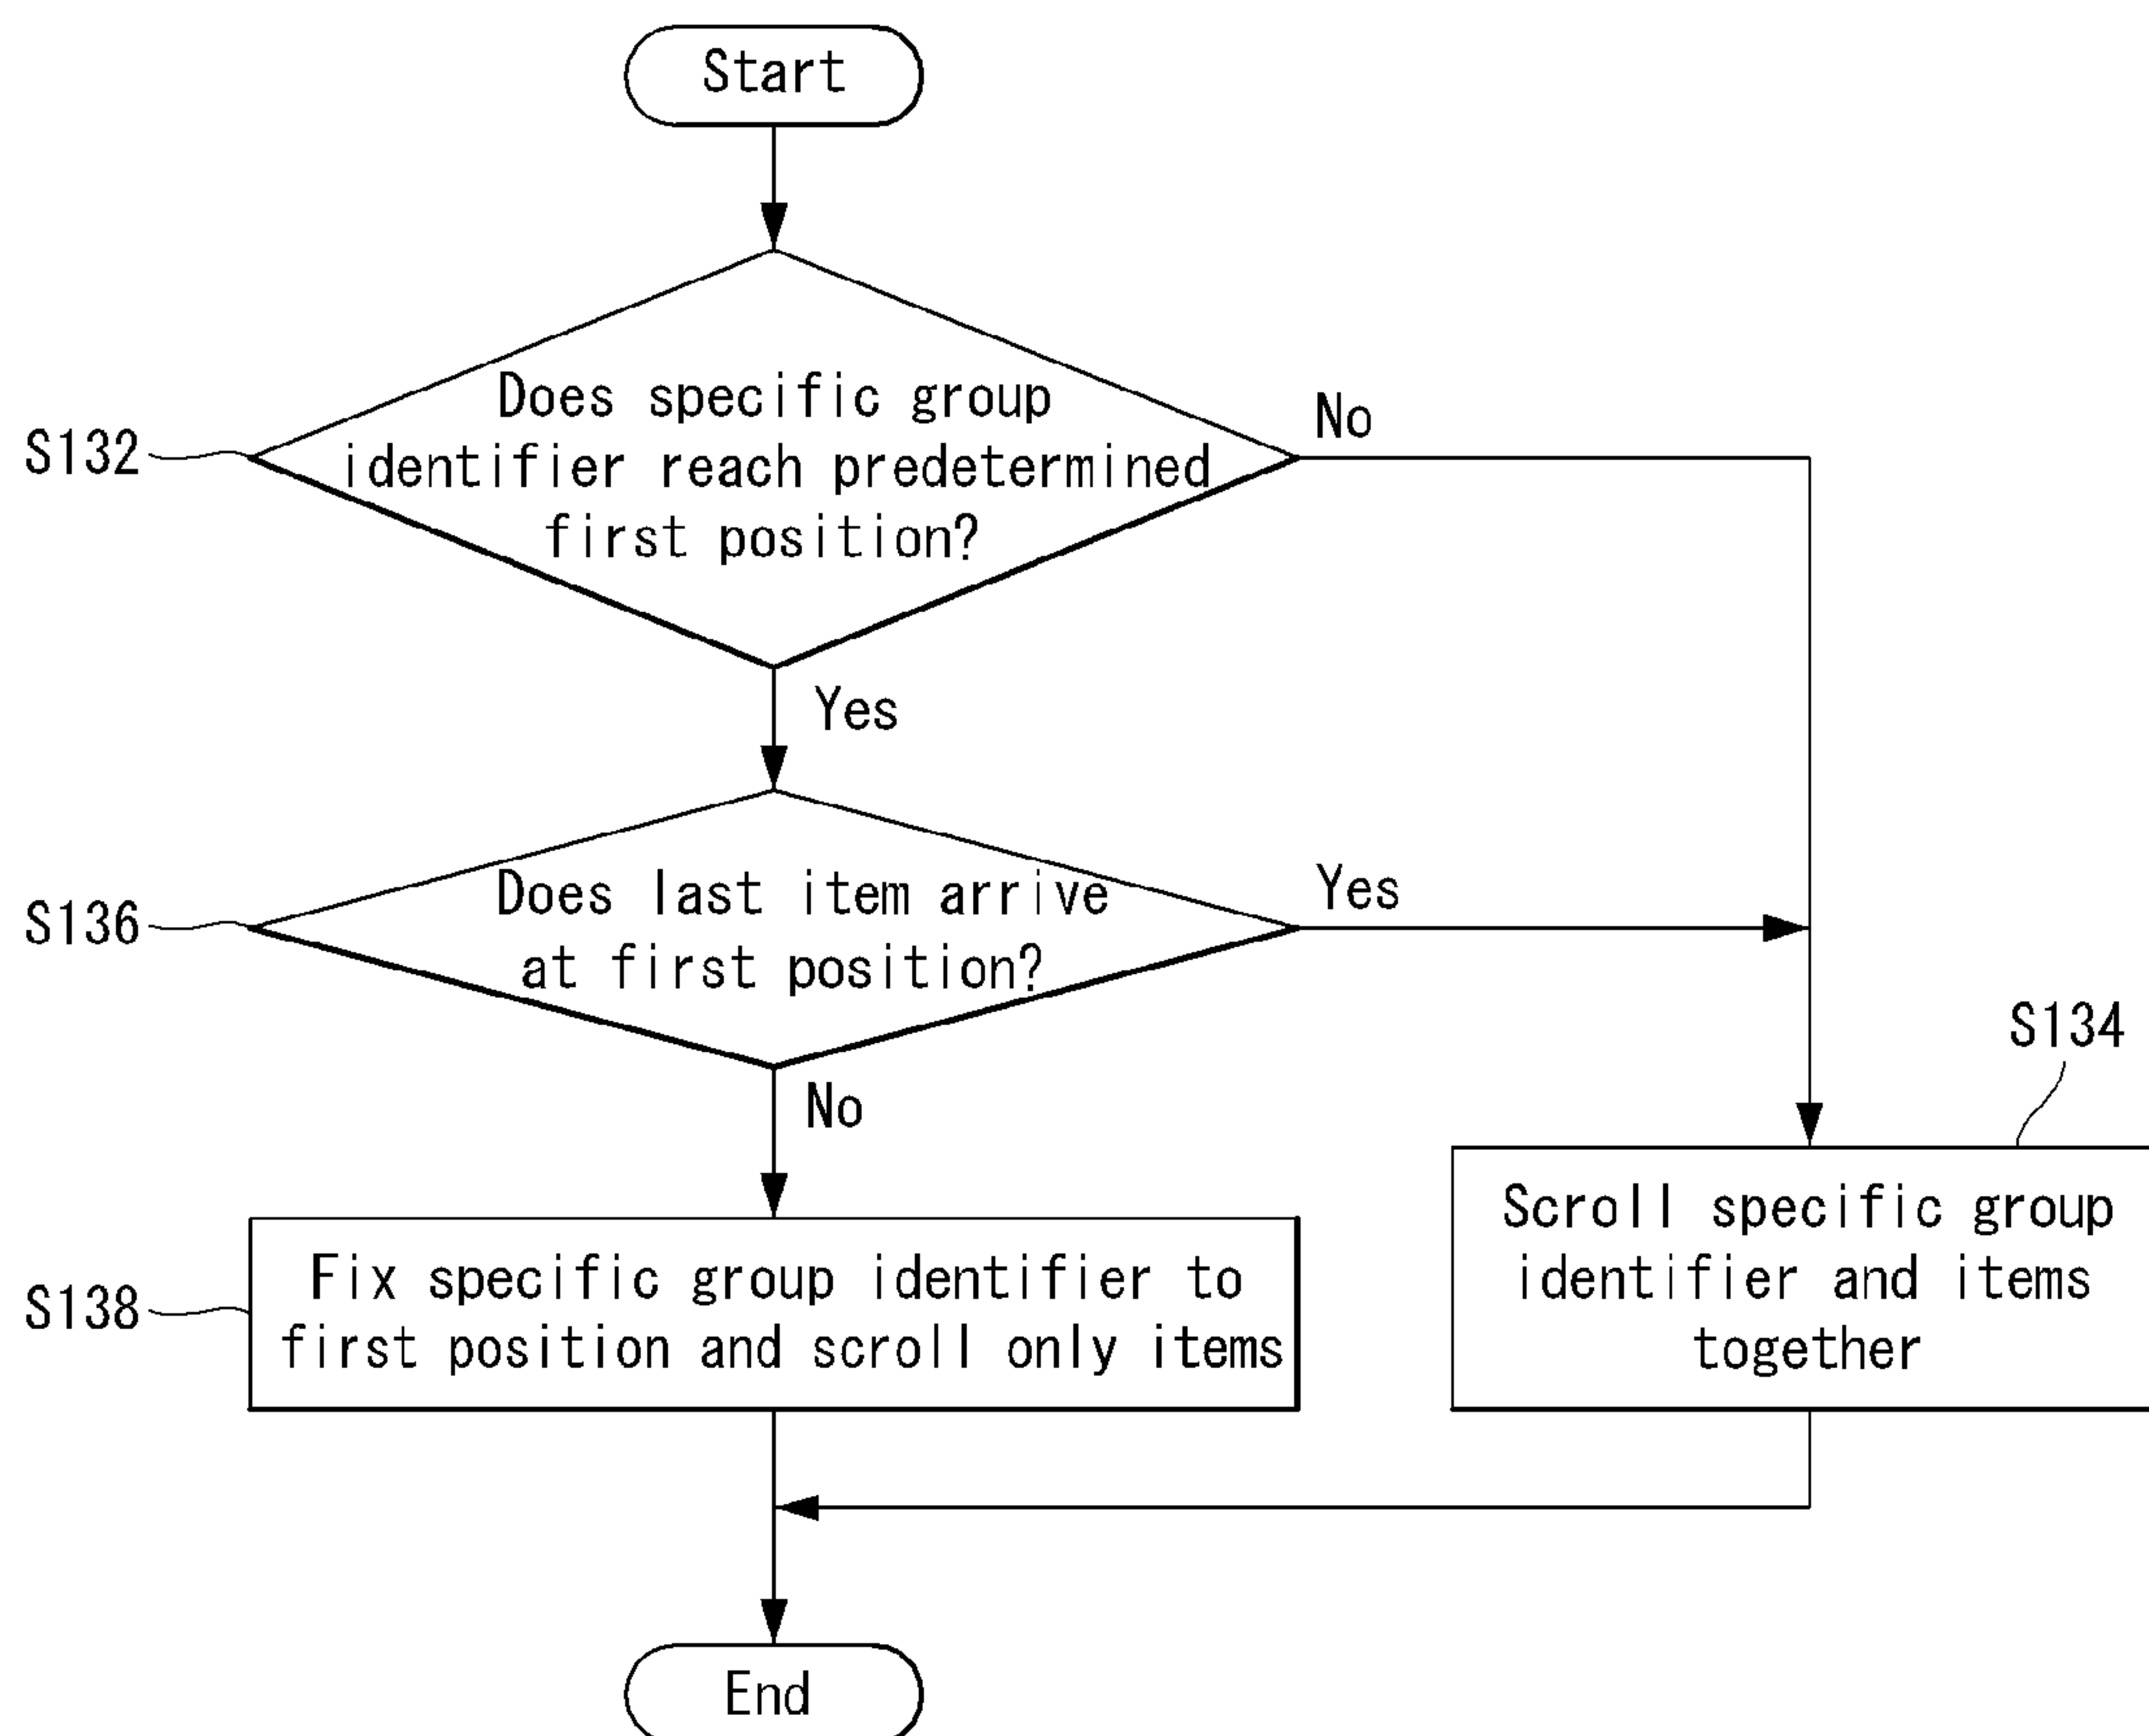 Start
Does specific group
identifier reach predetermined
first position?
S132
No
Yes
Does last item arrive
at first position?
S136
Yes
No
S134
Fix specific group identifier to
first position and scroll only items
S138
Scroll specific group
identifier and items
together
End